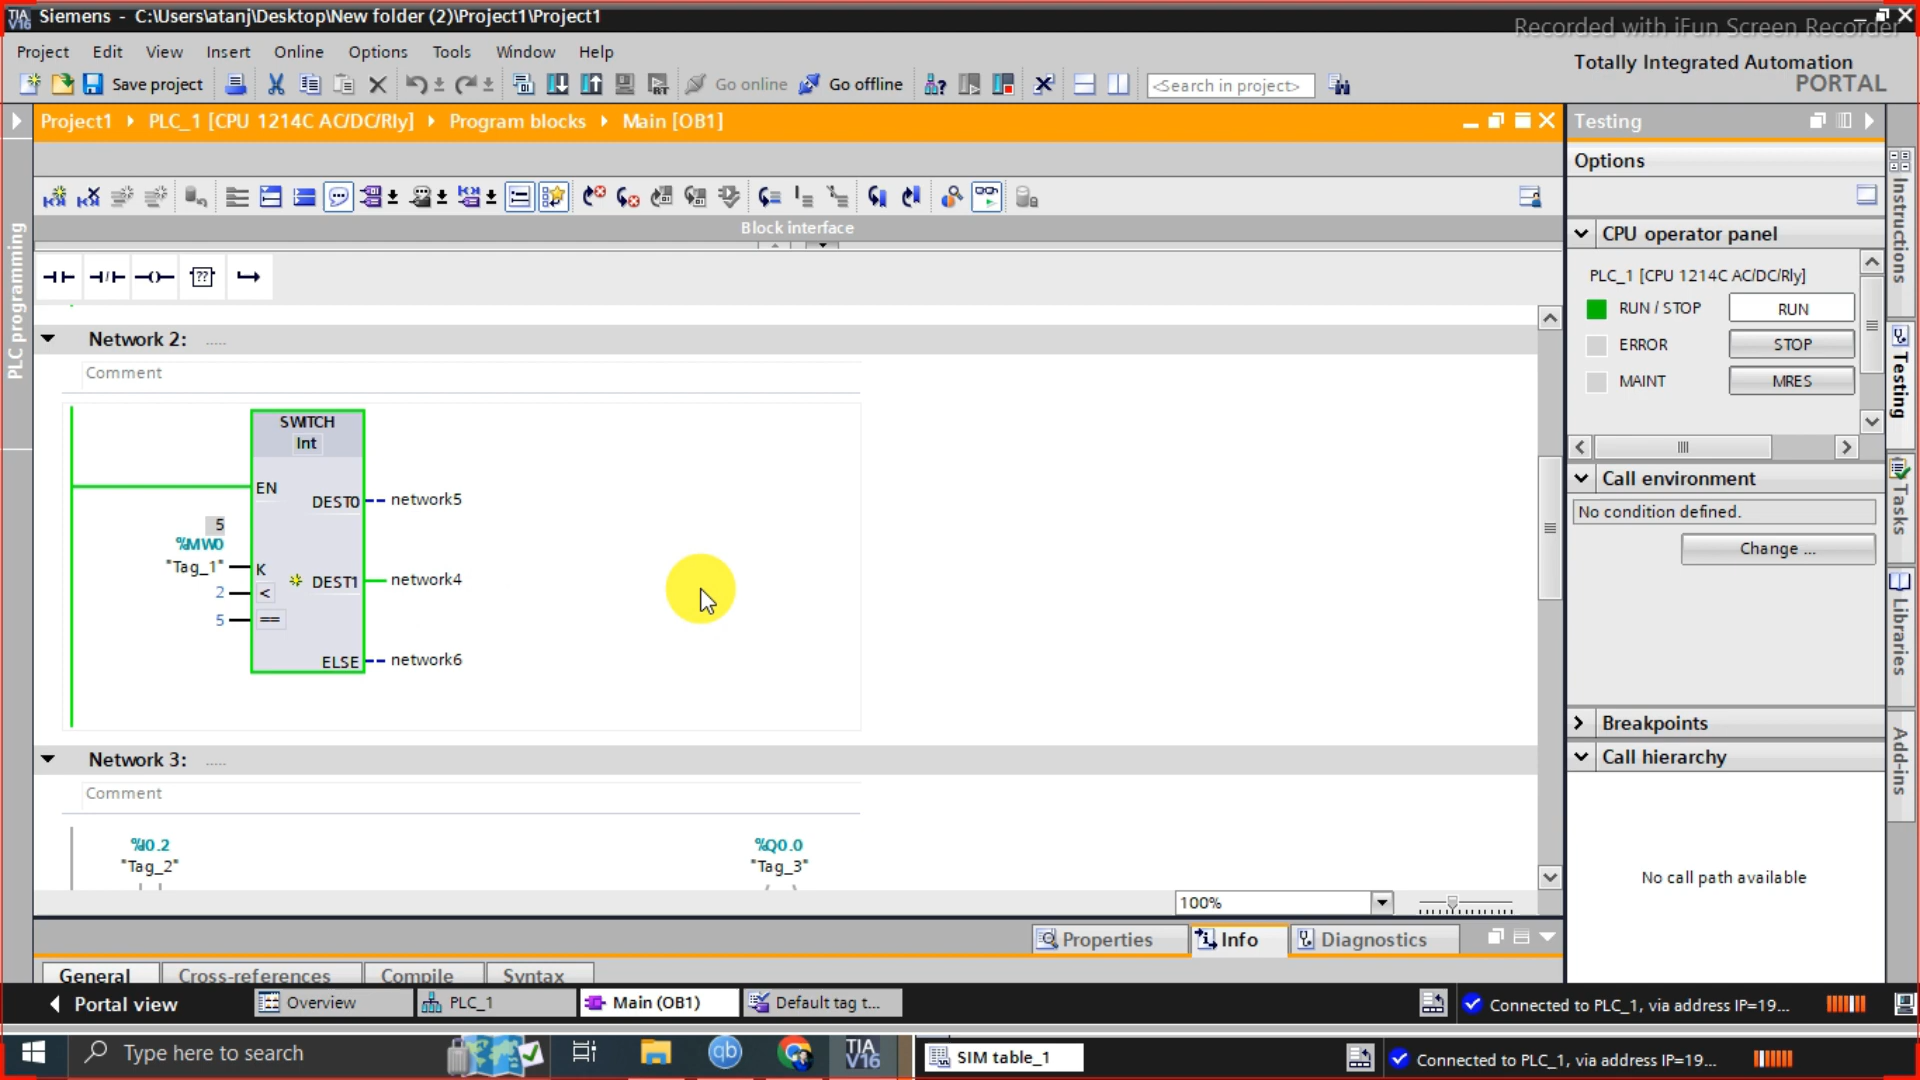 Siemens - C:\Users\atanj\Desktop\New folder (2)\Project1\Project1
Recorded with iFun Screen Recorder
Project Edit View Insert Online Options Tools Window Help
Totally Integrated Automation
PORTAL
Save project
Go online
Go offline
<Search in project>
Project1 PLC_1 [CPU 1214C AC/DC/Rly] Program blocks Main [OB1]
Testing
Options
Block interface
CPU operator panel
PLC_1 [CPU 1214C AC/DC/Rly]
RUN / STOP RUN
ERROR STOP
MAINT MRES
PLC programming
Instructions
Testing
Tasks
Libraries
Add-ins
??
Network 2: .....
Comment
SWITCH
Int
EN
DEST0 network5
5
%MW0
"Tag_1" K
DEST1 network4
2 <
5 ==
ELSE network6
Network 3: .....
Comment
%I0.2
"Tag_2"
%Q0.0
"Tag_3"
Call environment
No condition defined.
Change ...
Breakpoints
Call hierarchy
No call path available
100%
Properties Info Diagnostics
General Cross-references Compile Syntax
Portal view Overview PLC_1 Main (OB1) Default tag t...
Connected to PLC_1, via address IP=19...
Type here to search
TIA
V16
SIM table_1
Connected to PLC_1, via address IP=19...